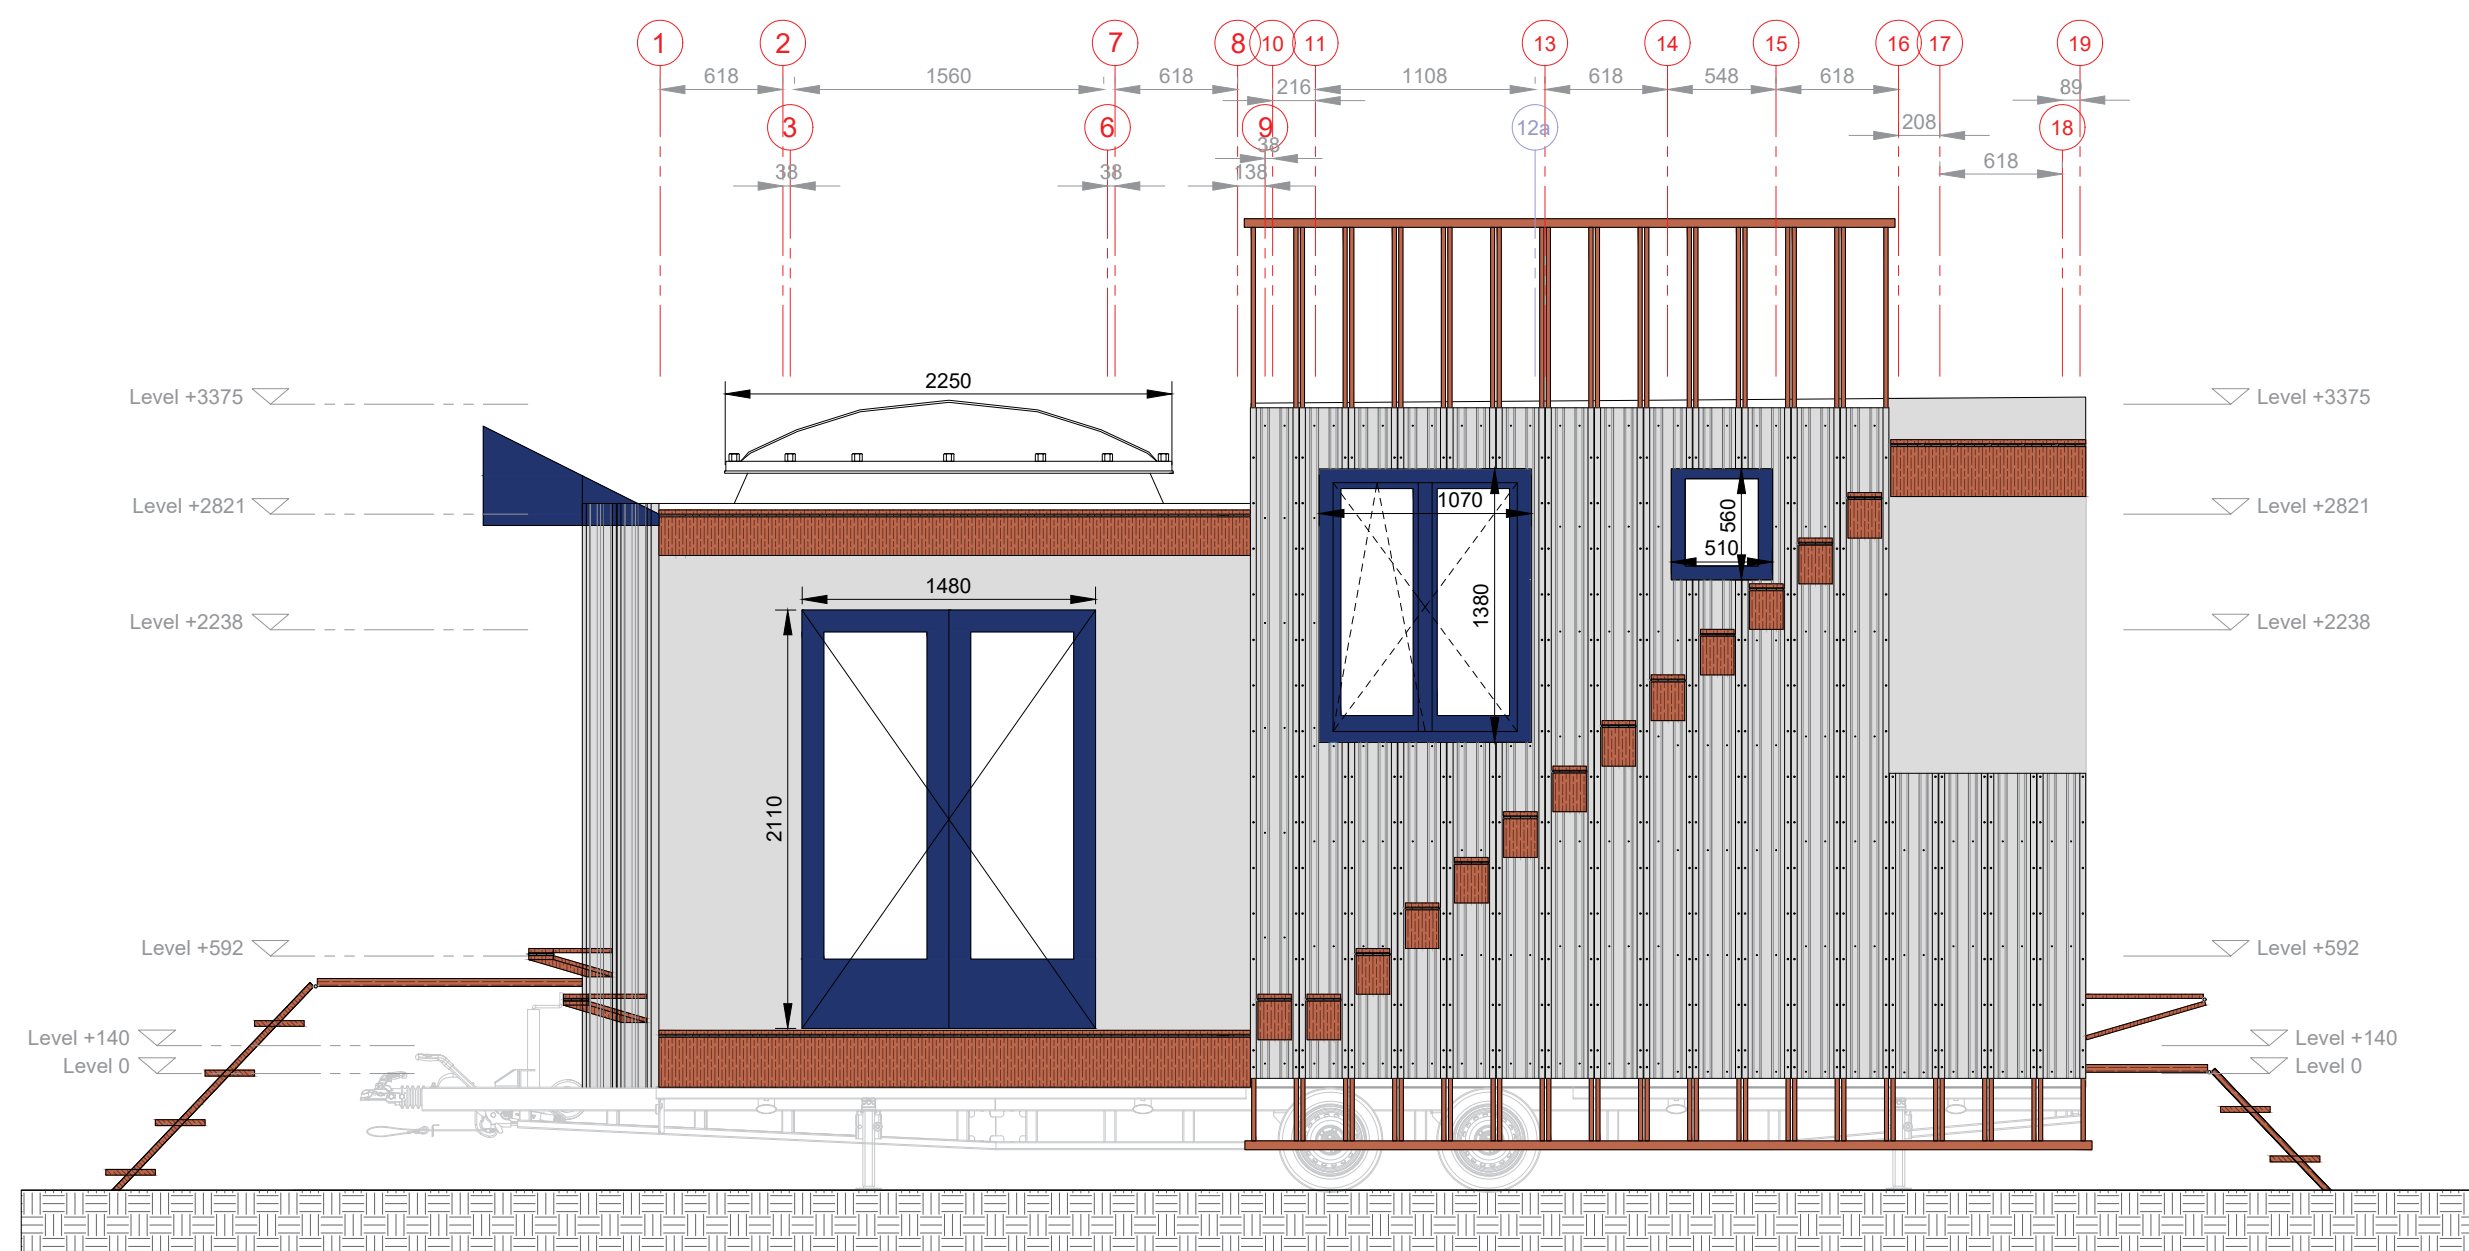 1 2 7 8 10 11 13 14 15 16 17 19
618 1560 618 216 1108 618 548 618 89
3 6 9 12a 18
38 38 138 38 208 618
Level +3375 2250 Level +3375
Level +2821 1070 560 510 Level +2821
1480
Level +2238 1380 Level +2238
2110
Level +592 Level +592
Level +140 Level +140
Level 0 Level 0